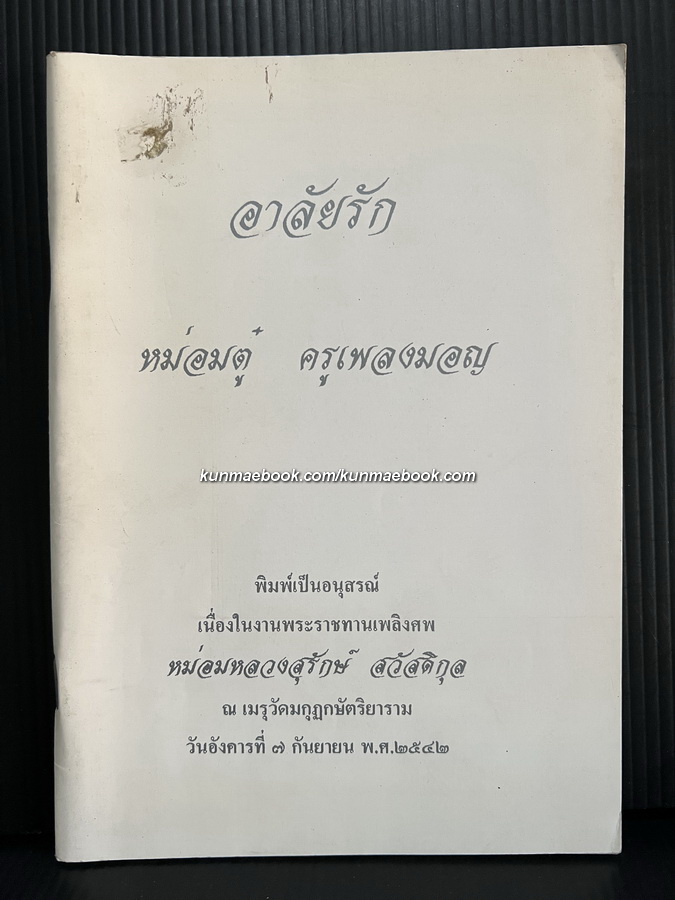 อาลัยรัก
หม่อมตู๋ ครูเพลงมอญ
kunmaebook.com/kunmaebook.com
พิมพ์เป็นอนุสรณ์
เนื่องในงานพระราชทานเพลิงศพ
หม่อมหลวงสุรักษ์ สวัสดิกุล
ณ เมรุวัดมกุฏกษัตริยาราม
วันอังคารที่ ๗ กันยายน พ.ศ.๒๕๔๒